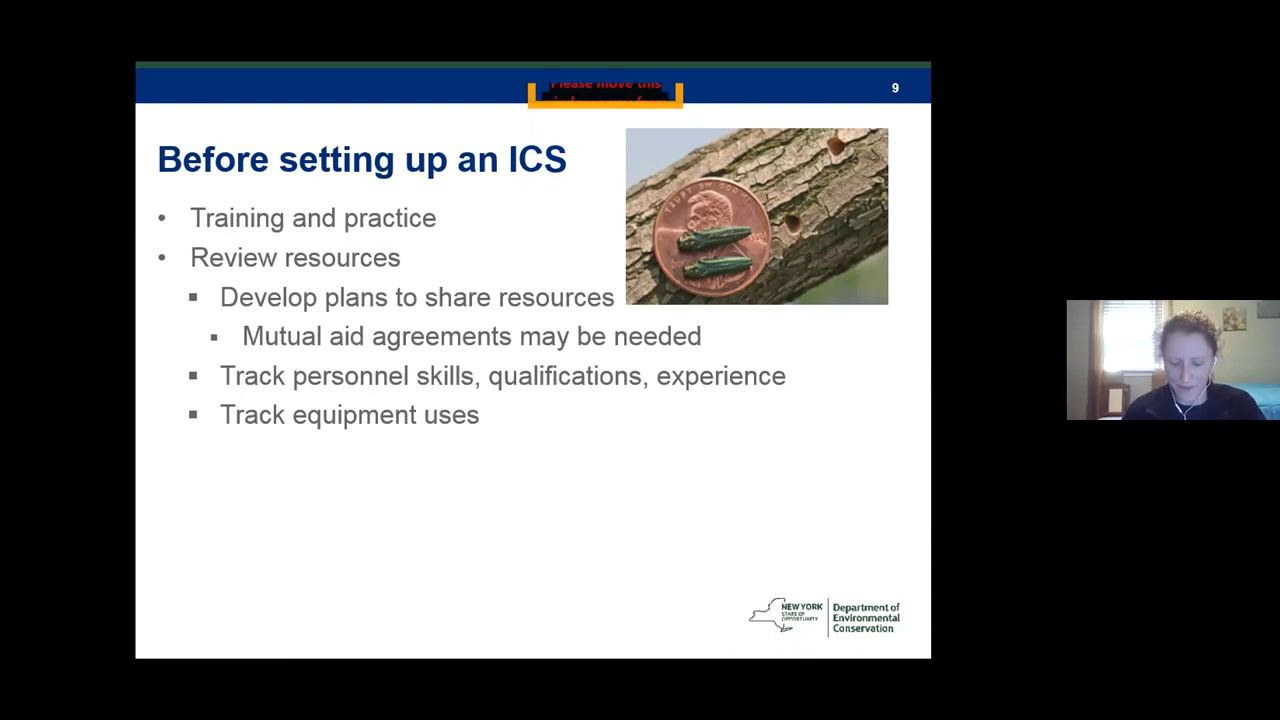 9
Please move this
Before setting up an ICS
• Training and practice
• Review resources
▪ Develop plans to share resources
▪ Mutual aid agreements may be needed
▪ Track personnel skills, qualifications, experience
▪ Track equipment uses
NEW YORK
STATE OF
OPPORTUNITY
Department of
Environmental
Conservation